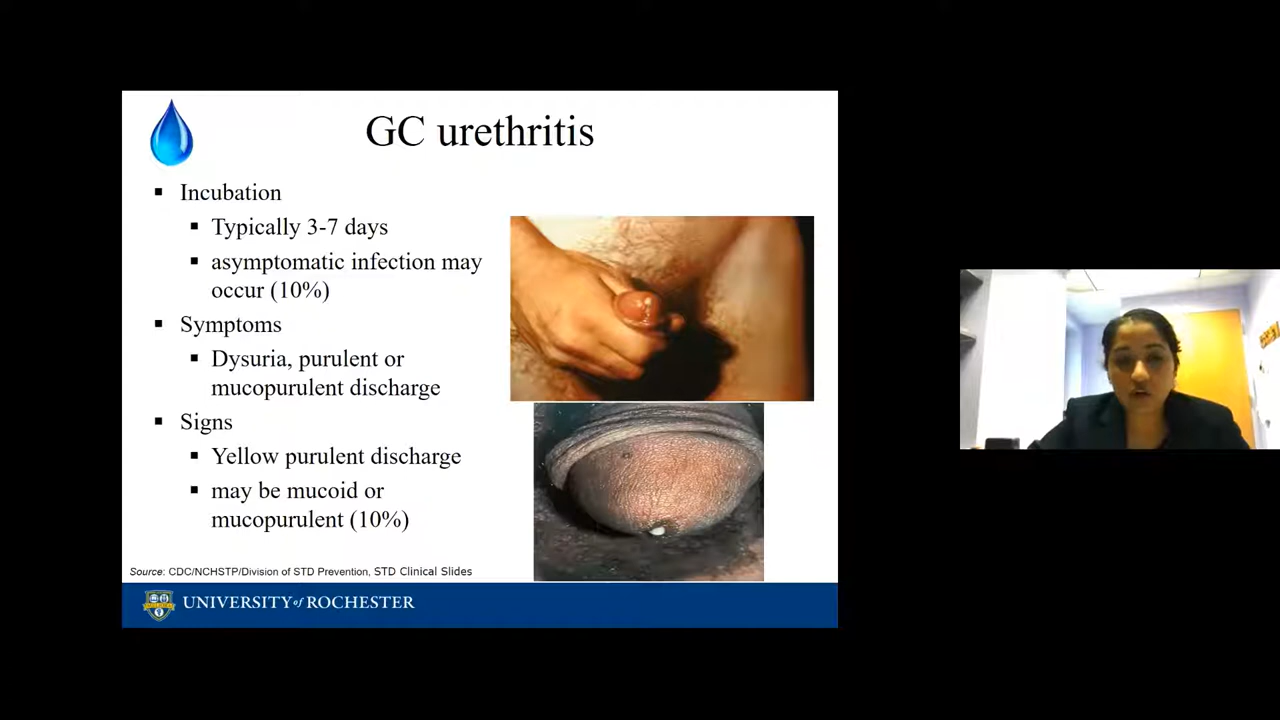 GC urethritis
Incubation
Typically 3-7 days
asymptomatic infection may
occur (10%)
Symptoms
Dysuria, purulent or
mucopurulent discharge
Signs
Yellow purulent discharge
may be mucoid or
mucopurulent (10%)
Source: CDC/NCHSTP/Division of STD Prevention, STD Clinical Slides
UNIVERSITY of ROCHESTER